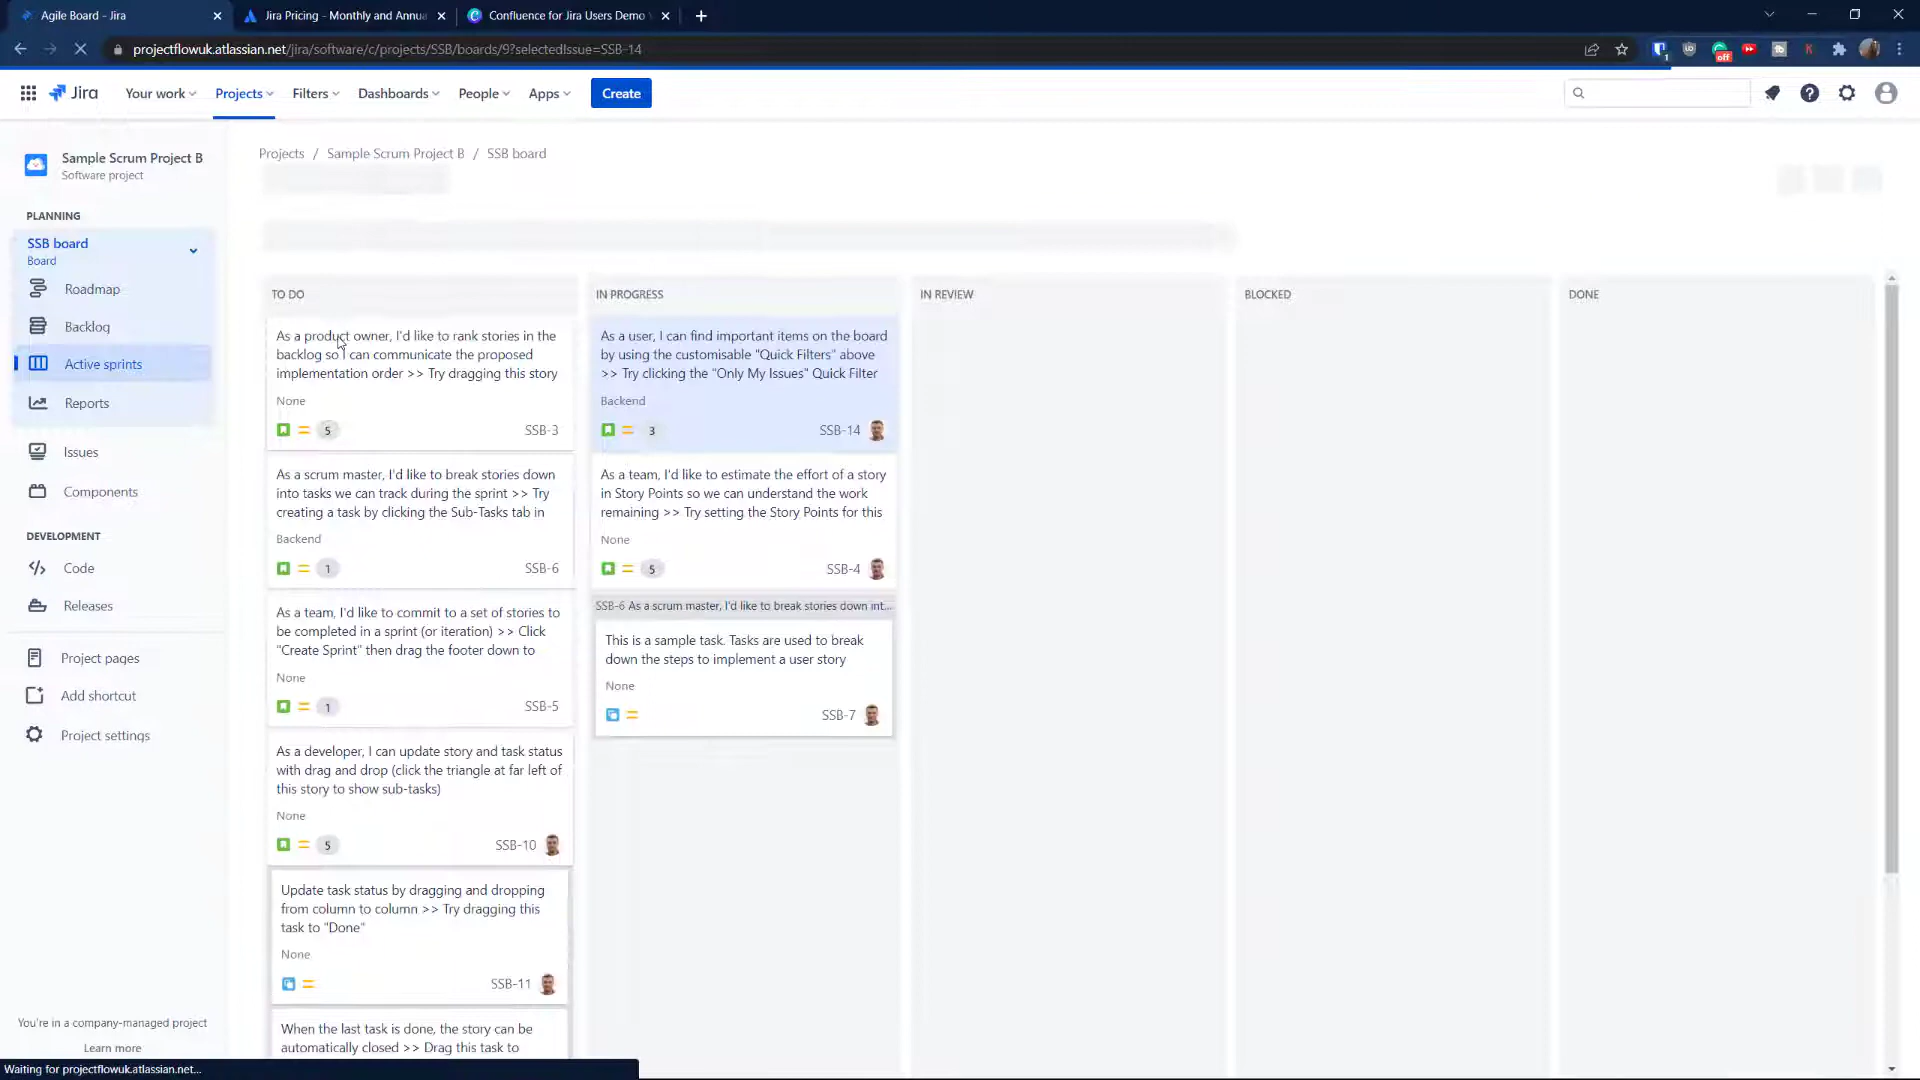 Agile Board - Jira
Jira Pricing - Monthly and Annua
Confluence for Jira Users Demo
projectflowuk.atlassian.net/jira/software/c/projects/SSB/boards/9?selectedIssue=SSB-14
1
off
K
Jira
Your work
Projects
Filters
Dashboards
People
Apps
Create
Sample Scrum Project B
Software project
Projects / Sample Scrum Project B / SSB board
PLANNING
SSB board
Board
Roadmap
Backlog
Active sprints
Reports
Issues
Components
DEVELOPMENT
Code
Releases
Project pages
Add shortcut
Project settings
You're in a company-managed project
Learn more
TO DO
As a product owner, I'd like to rank stories in the
backlog so I can communicate the proposed
implementation order >> Try dragging this story
None
5
SSB-3
As a scrum master, I'd like to break stories down
into tasks we can track during the sprint >> Try
creating a task by clicking the Sub-Tasks tab in
Backend
1
SSB-6
As a team, I'd like to commit to a set of stories to
be completed in a sprint (or iteration) >> Click
"Create Sprint" then drag the footer down to
None
1
SSB-5
As a developer, I can update story and task status
with drag and drop (click the triangle at far left of
this story to show sub-tasks)
None
5
SSB-10
Update task status by dragging and dropping
from column to column >> Try dragging this
task to "Done"
None
SSB-11
When the last task is done, the story can be
automatically closed >> Drag this task to
IN PROGRESS
As a user, I can find important items on the board
by using the customisable "Quick Filters" above
>> Try clicking the "Only My Issues" Quick Filter
Backend
3
SSB-14
As a team, I'd like to estimate the effort of a story
in Story Points so we can understand the work
remaining >> Try setting the Story Points for this
None
5
SSB-4
SSB-6 As a scrum master, I'd like to break stories down int...
This is a sample task. Tasks are used to break
down the steps to implement a user story
None
SSB-7
IN REVIEW
BLOCKED
DONE
Waiting for projectflowuk.atlassian.net...